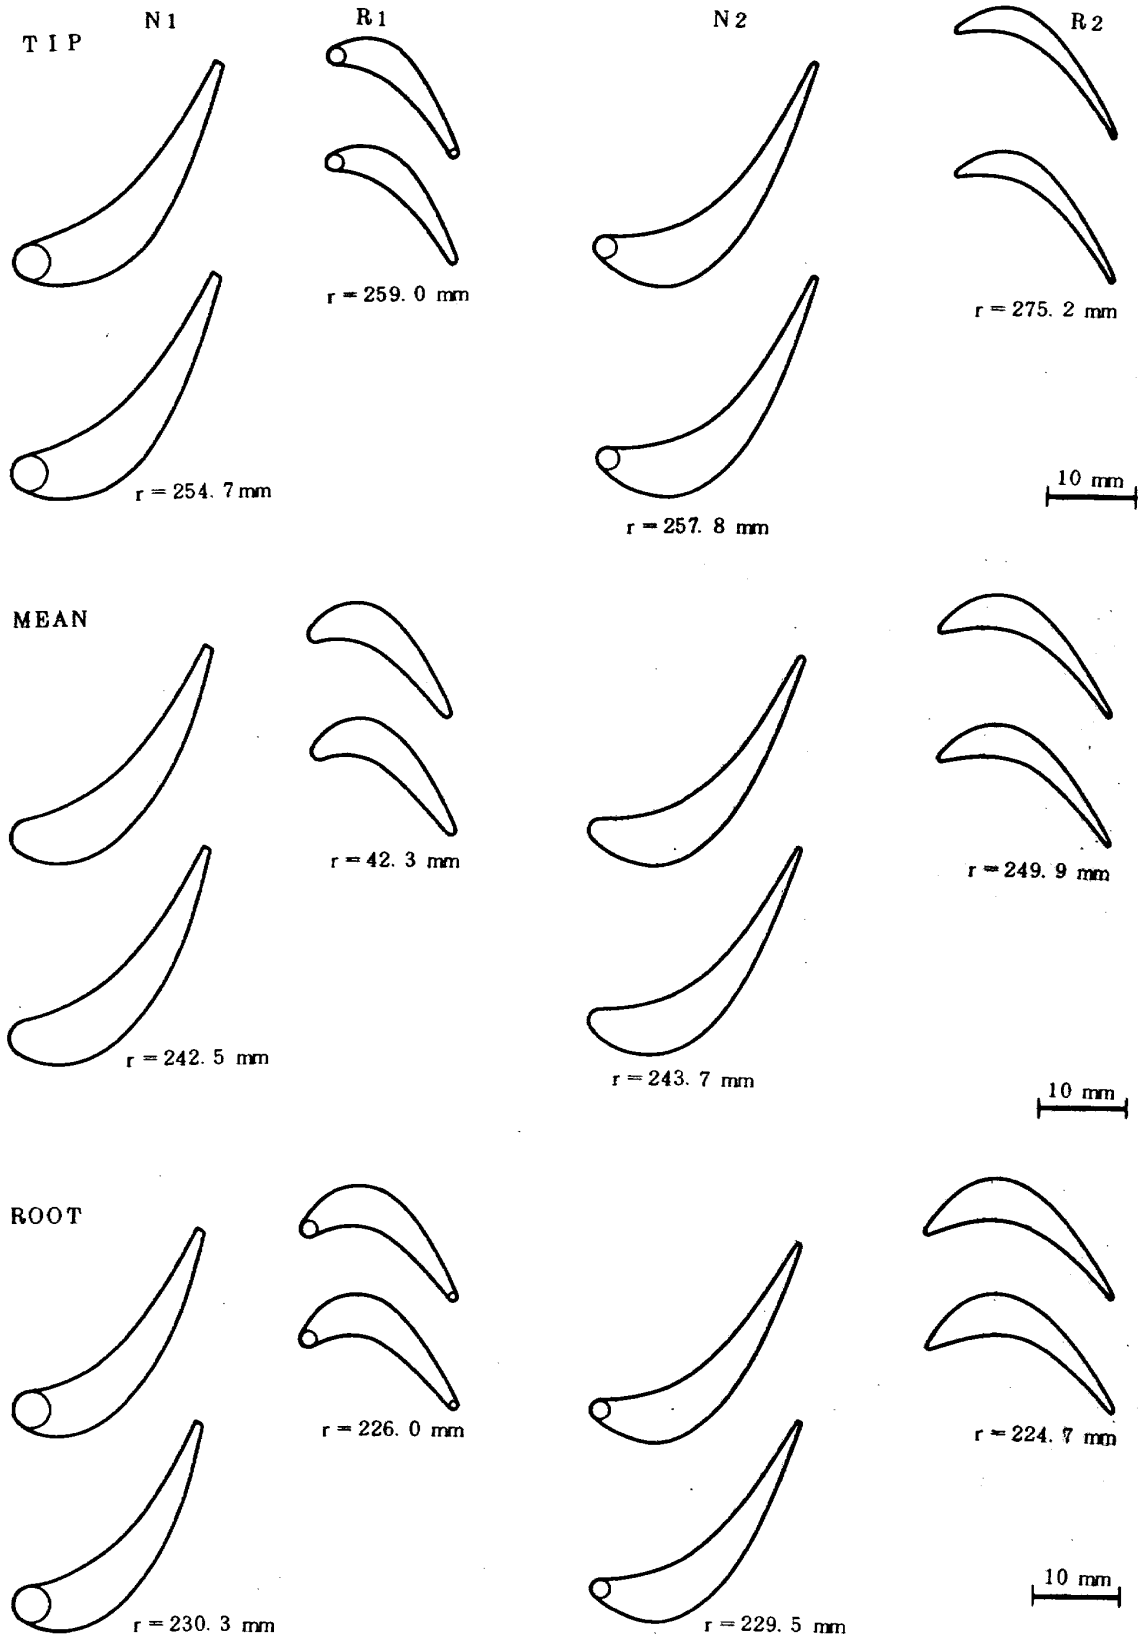 N1 R1 N2 R2
TIP
r = 259. 0 mm
r = 275. 2 mm
10 mm
r = 254. 7 mm
r = 257. 8 mm
MEAN
r = 42. 3 mm
r = 249. 9 mm
r = 242. 5 mm
r = 243. 7 mm
10 mm
ROOT
r = 226. 0 mm
r = 224. 7 mm
10 mm
r = 230. 3 mm
r = 229. 5 mm